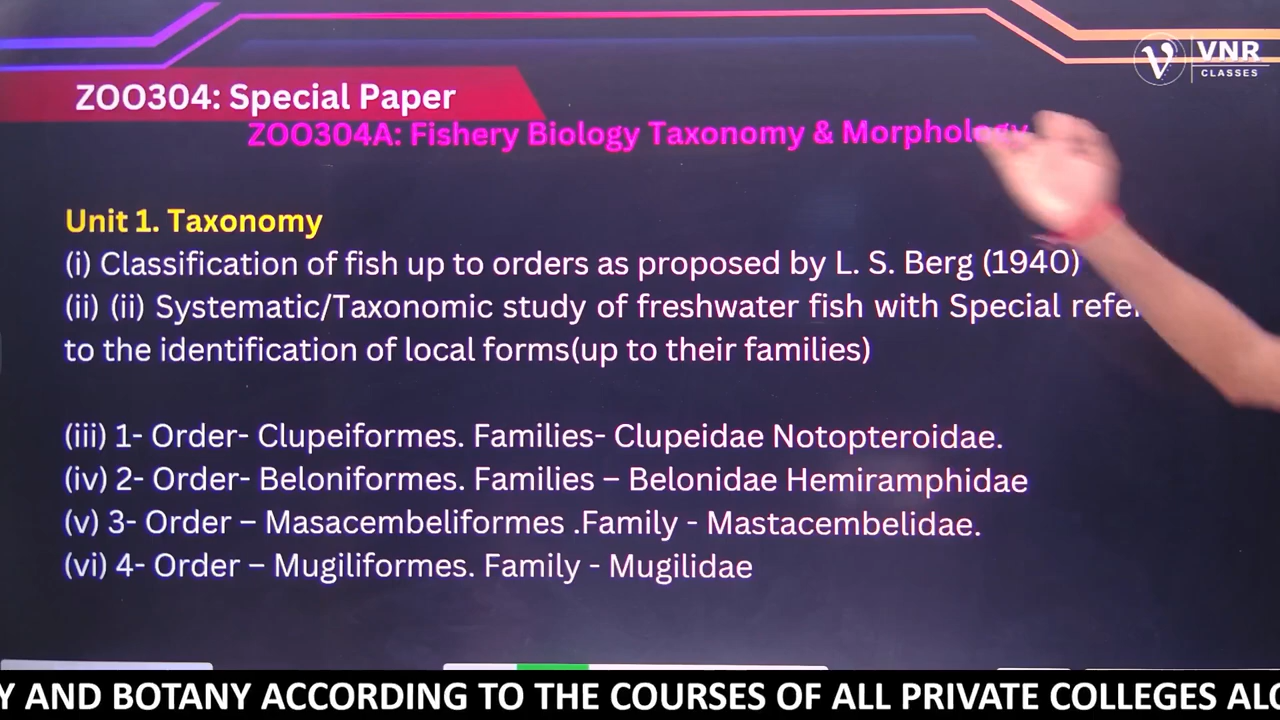 VNR
CLASSES
ZOO304: Special Paper
ZOO304A: Fishery Biology Taxonomy & Morphology
Unit 1. Taxonomy
(i) Classification of fish up to orders as proposed by L. S. Berg (1940)
(ii) (ii) Systematic/Taxonomic study of freshwater fish with Special
to the identification of local forms(up to their families)
(iii) 1- Order- Clupeiformes. Families- Clupeidae Notopteroidae.
(iv) 2- Order- Beloniformes. Families – Belonidae Hemiramphidae
(v) 3- Order – Masacembeliformes .Family - Mastacembelidae.
(vi) 4- Order – Mugiliformes. Family - Mugilidae
AND BOTANY ACCORDING TO THE COURSES OF ALL PRIVATE COLLEGES